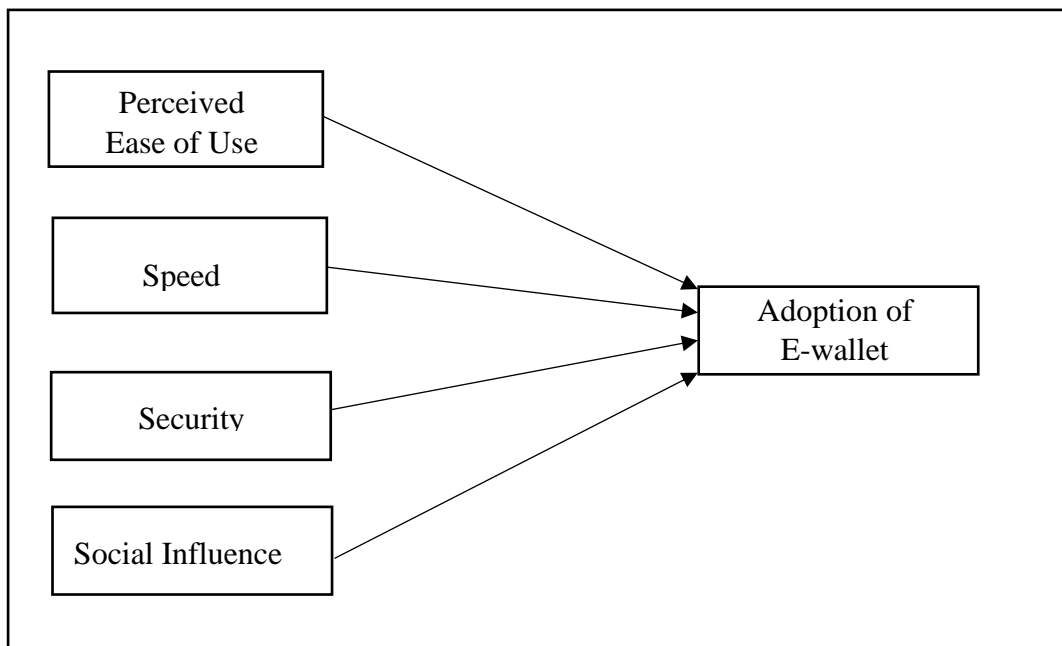 Perceived
Ease of Use
Speed
Adoption of
E-wallet
Security
Social Influence